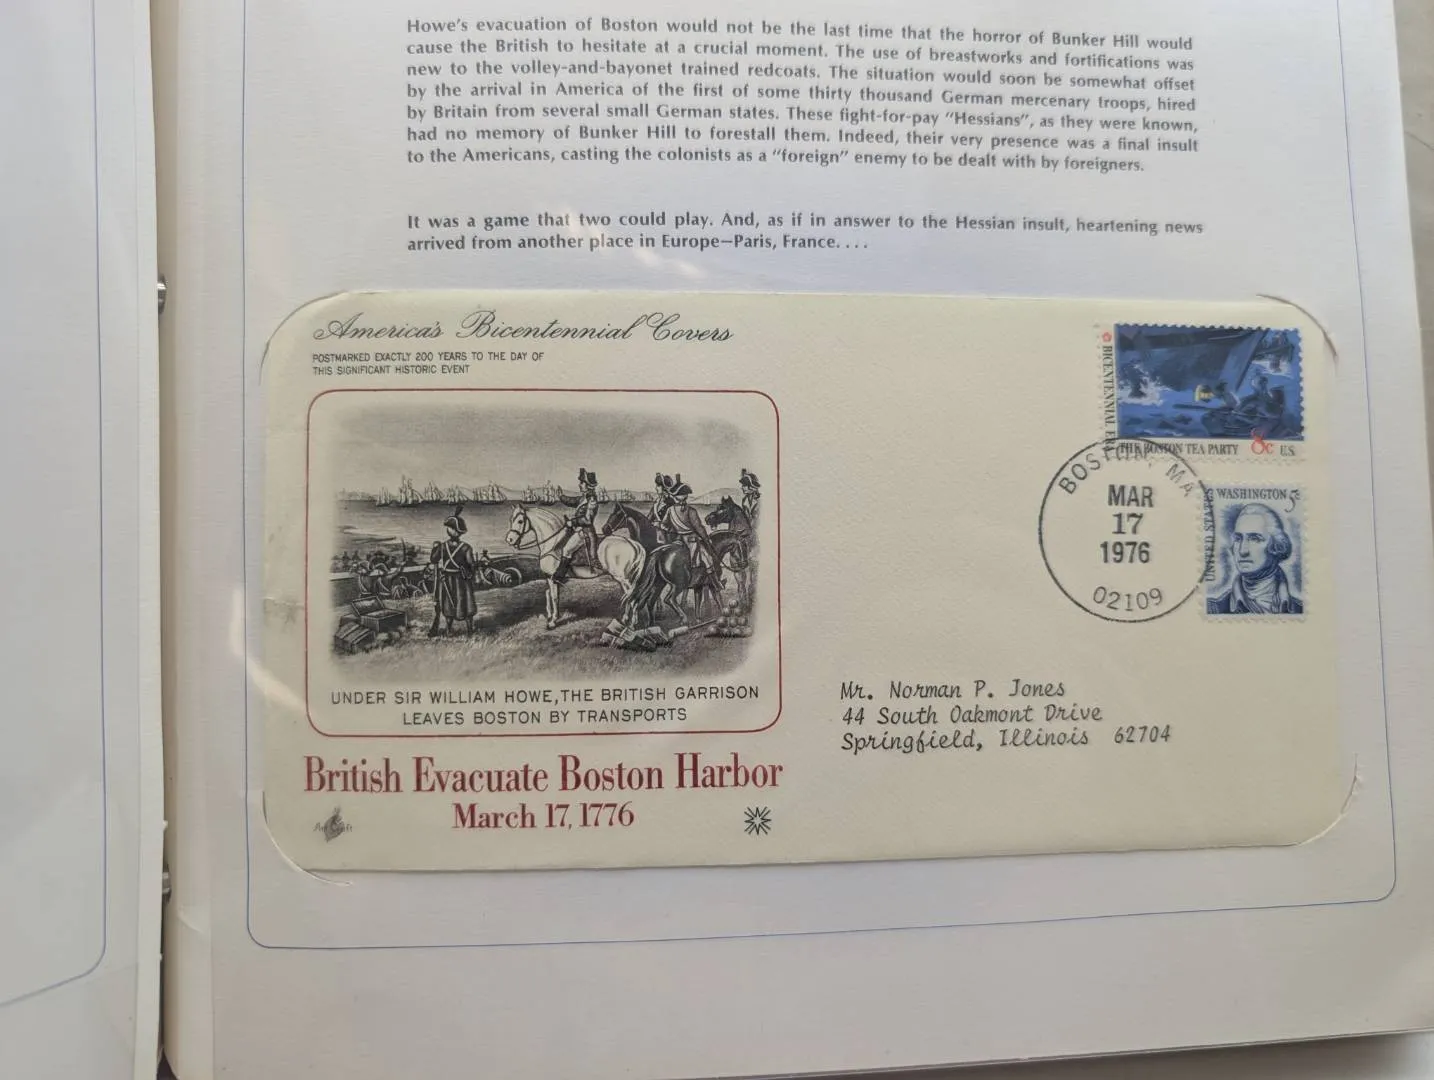 Howe's evacuation of Boston would not be the last time that the horror of Bunker Hill would
cause the British to hesitate at a crucial moment. The use of breastworks and fortifications was
new to the volley-and-bayonet trained redcoats. The situation would soon be somewhat offset
by the arrival in America of the first of some thirty thousand German mercenary troops, hired
by Britain from several small German states. These fight-for-pay "Hessians", as they were known,
had no memory of Bunker Hill to forestall them. Indeed, their very presence was a final insult
to the Americans, casting the colonists as a "foreign" enemy to be dealt with by foreigners.
It was a game that two could play. And, as if in answer to the Hessian insult, heartening news
arrived from another place in Europe—Paris, France. . . .
America's Bicentennial Covers
POSTMARKED EXACTLY 200 YEARS TO THE DAY OF
THIS SIGNIFICANT HISTORIC EVENT
UNDER SIR WILLIAM HOWE, THE BRITISH GARRISON
LEAVES BOSTON BY TRANSPORTS
British Evacuate Boston Harbor
March 17, 1776
Art Craft
BICENTENNIAL ERA
THE BOSTON TEA PARTY 8c U.S.
BOSTON, MA
MAR
17
1976
02109
WASHINGTON 5c
UNITED STATES
Mr. Norman P. Jones
44 South Oakmont Drive
Springfield, Illinois 62704